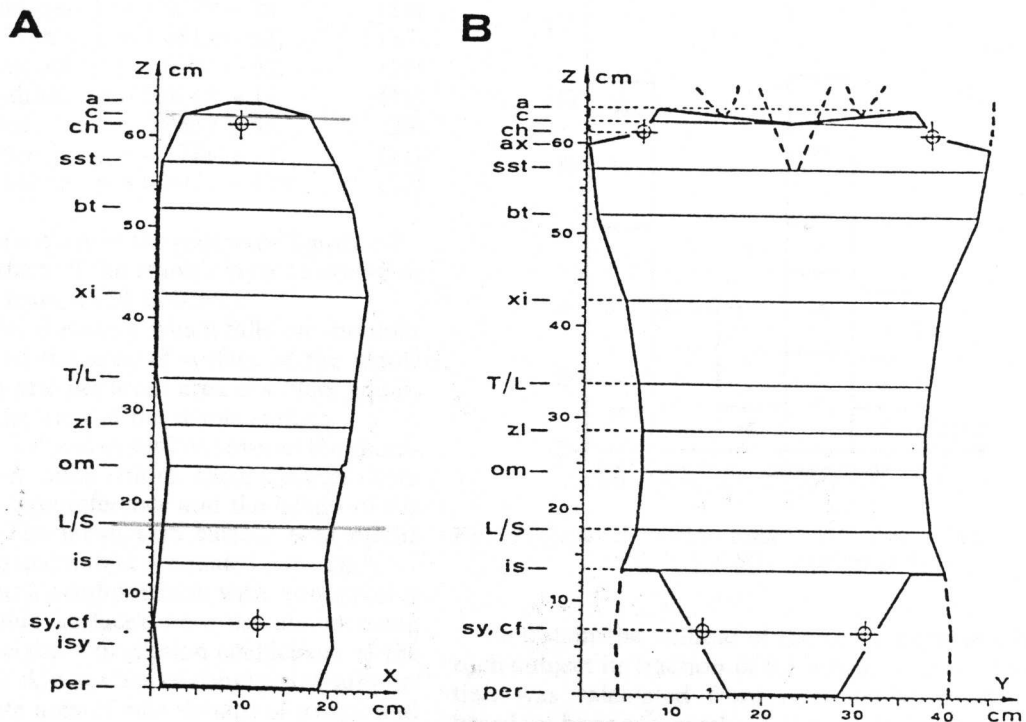 A
Z cm
a
c
ch
60
sst
bt
50
xi
40
T/L
30
zl
om
20
L/S
is
sy, cf
isy
per
10
20
X
cm
B
Z cm
a
c
ch
ax
60
sst
bt
50
xi
40
T/L
30
zl
om
20
L/S
is
10
sy, cf
per
10
20
30
40
Y
cm